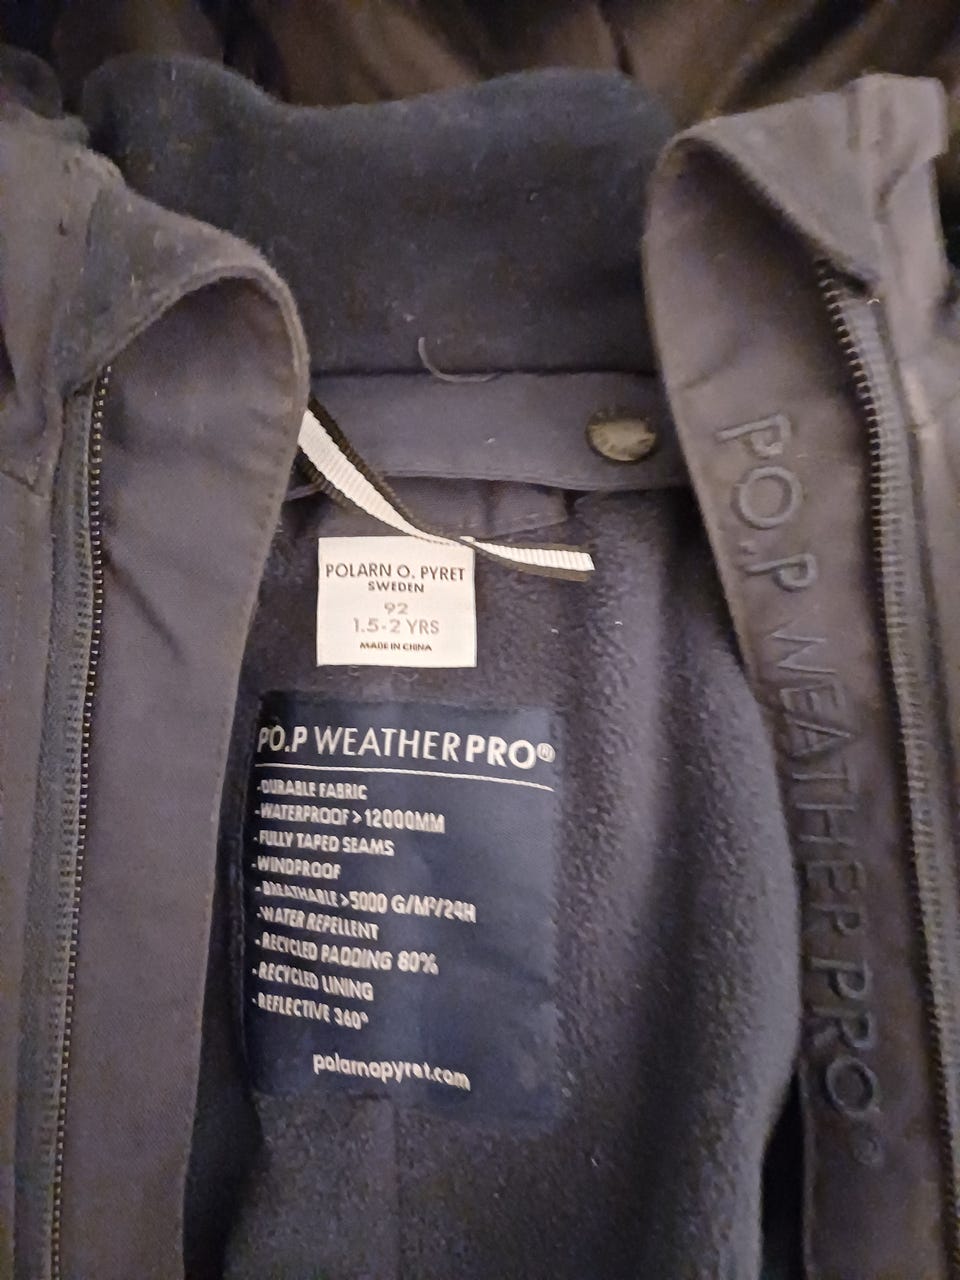 POLARN O. PYRET
SWEDEN
92
1.5-2 YRS
MADE IN CHINA
PO.P WEATHERPRO®
-DURABLE FABRIC
-WATERPROOF > 12000MM
-FULLY TAPED SEAMS
-WINDPROOF
-BREATHABLE >5000 G/M²/24H
-WATER REPELLENT
-RECYCLED PADDING 80%
-RECYCLED LINING
-REFLECTIVE 360°
polarnopyret.com
PO.P WEATHERPRO®